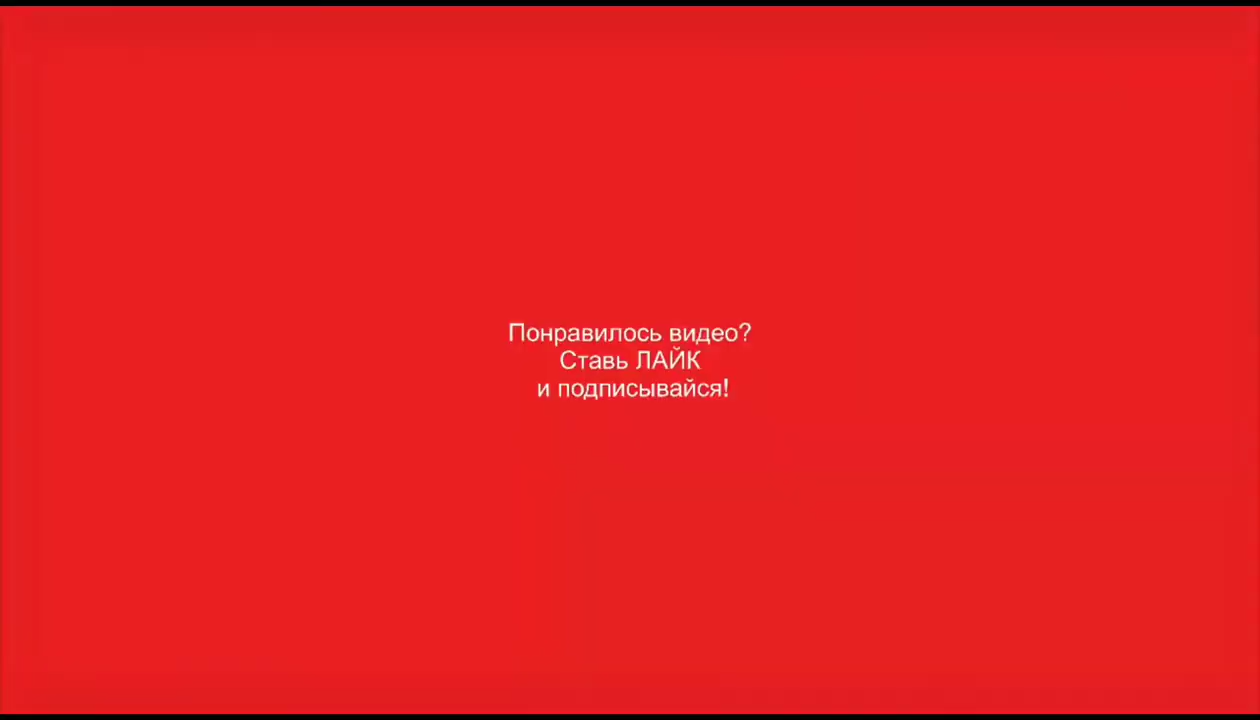 Понравилось видео?
Ставь ЛАЙК
и подписывайся!